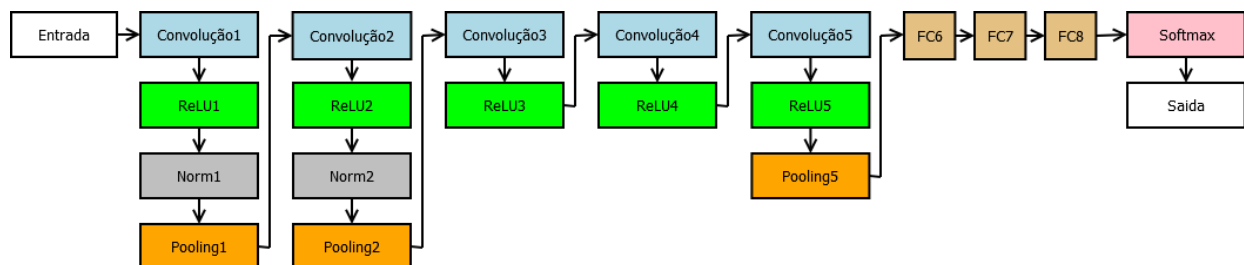 Entrada
Convolução1
ReLU1
Norm1
Pooling1
Convolução2
ReLU2
Norm2
Pooling2
Convolução3
ReLU3
Convolução4
ReLU4
Convolução5
ReLU5
Pooling5
FC6
FC7
FC8
Softmax
Saida